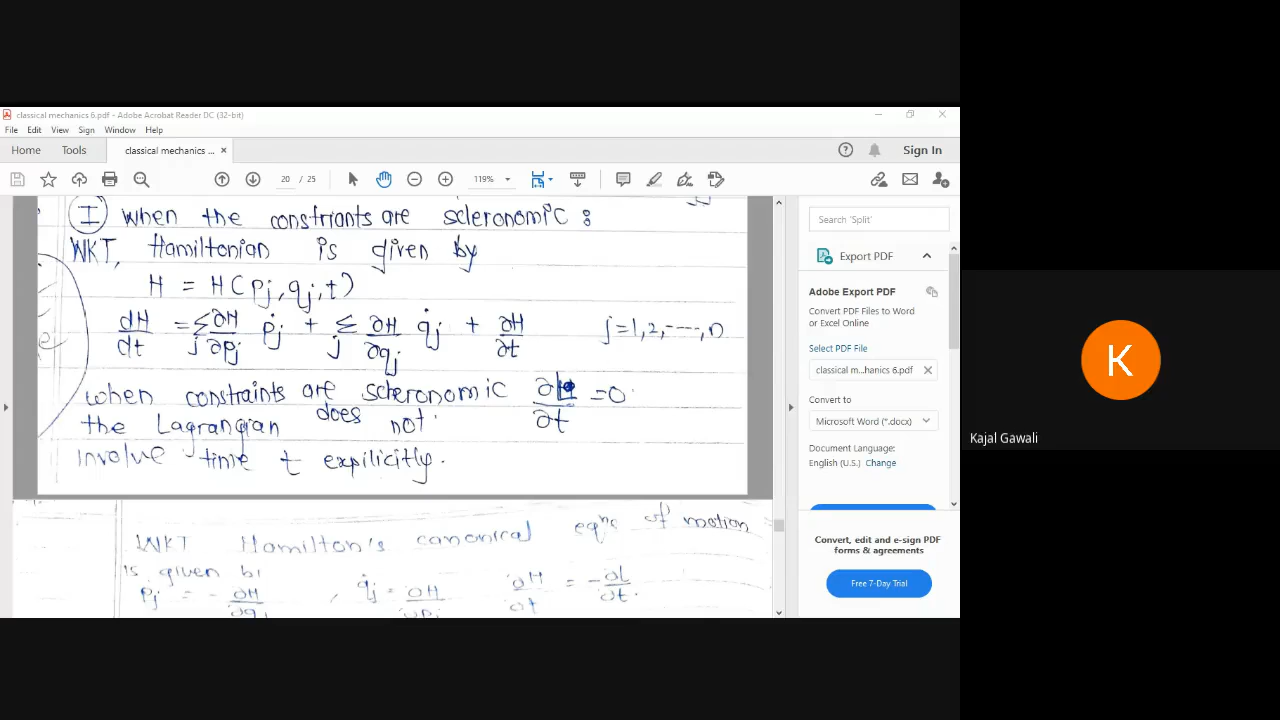 classical mechanics 6.pdf - Adobe Acrobat Reader DC (32-bit)
File Edit View Sign Window Help
Home Tools classical mechanics ... × Sign In
20 / 25 119%
I When the constriants are scleronomic :
WKT, Hamiltonian is given by
H = H(pj, qj, t)
dH/dt = Σj ∂H/∂pj ṗj + Σj ∂H/∂qj q̇j + ∂H/∂t j=1,2,----,n
when constraints are scleronomic ∂L/∂t =0
the Lagrangian does not
involve time t expilicitly.
WKT Hamilton's canonical eqns of motion
is given by
ṗj = - ∂H/∂qj , q̇j = ∂H/∂pj ∂H/∂t = -∂L/∂t.
Search 'Split'
Export PDF
Adobe Export PDF
Convert PDF Files to Word
or Excel Online
Select PDF File
classical m...hanics 6.pdf ×
Convert to
Microsoft Word (*.docx)
Document Language:
English (U.S.) Change
Convert, edit and e-sign PDF
forms & agreements
Free 7-Day Trial
K
Kajal Gawali